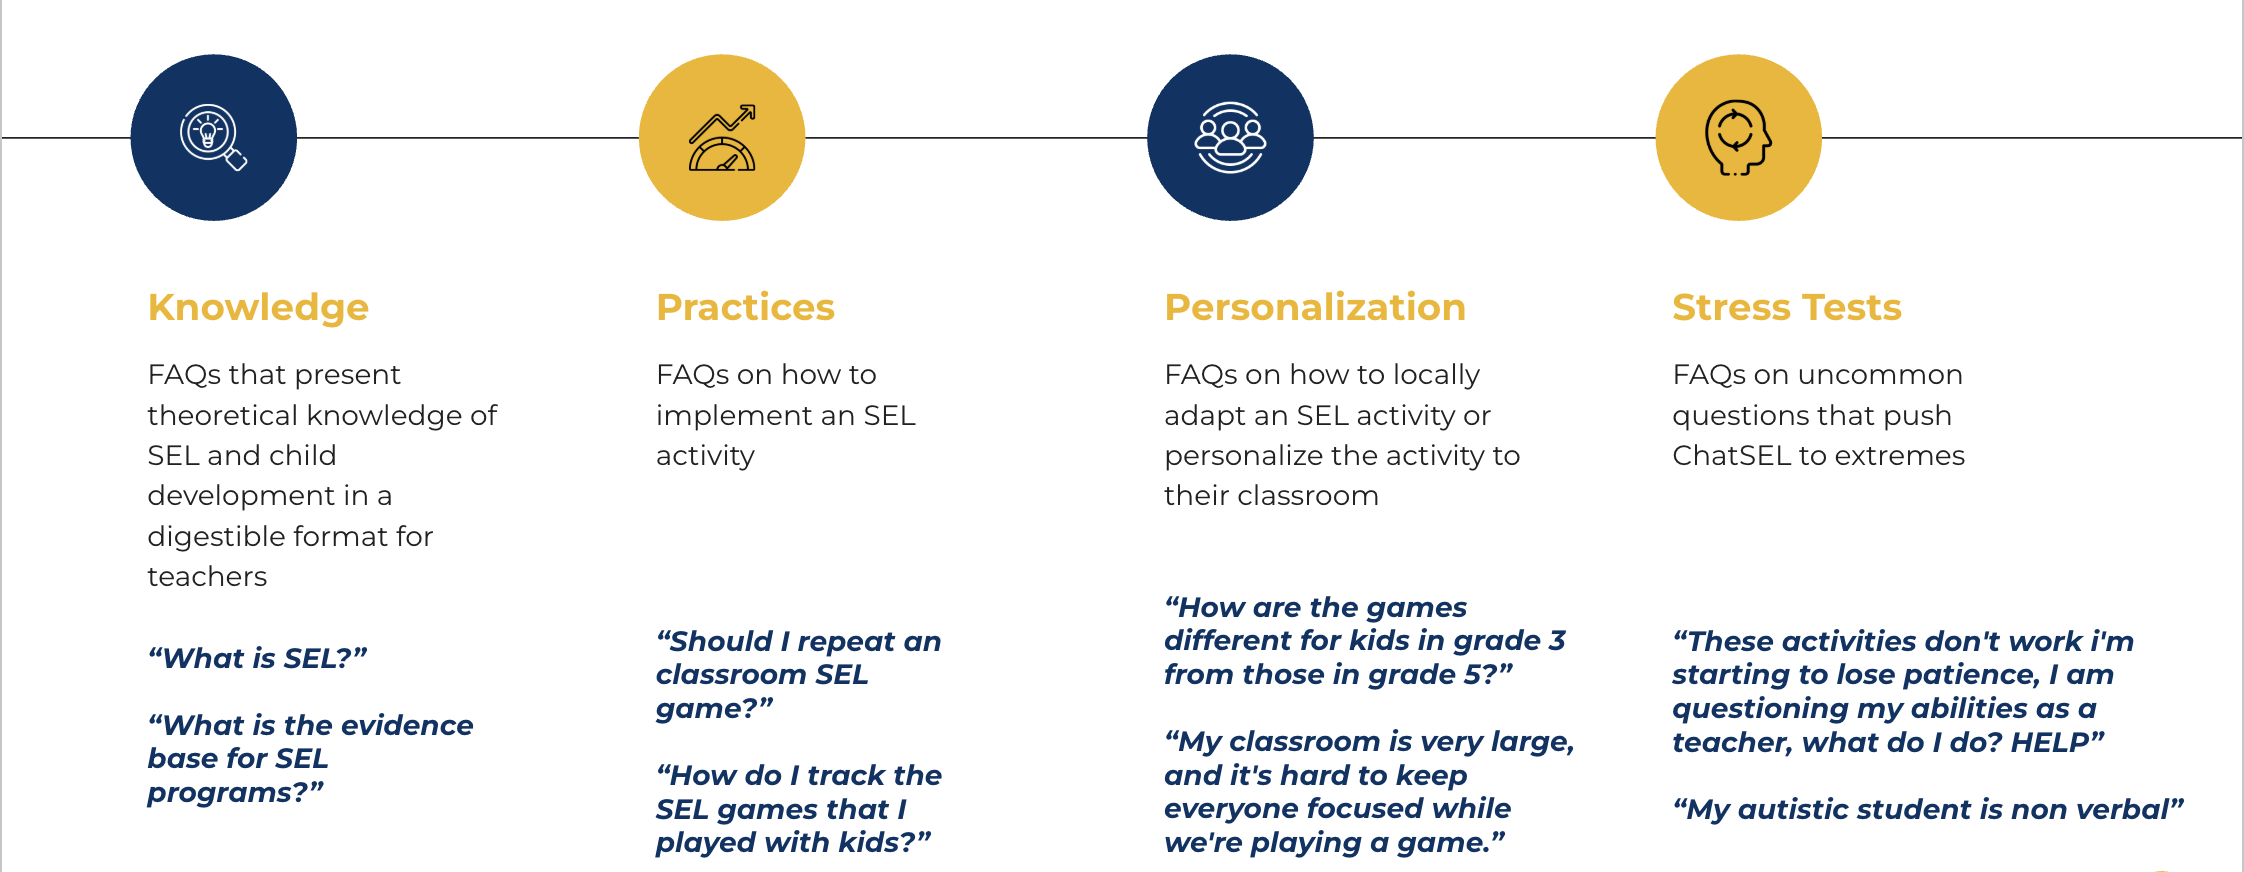 Knowledge
FAQs that present
theoretical knowledge of
SEL and child
development in a
digestible format for
teachers
“What is SEL?”
“What is the evidence
base for SEL
programs?”
Practices
FAQs on how to
implement an SEL
activity
“Should I repeat an
classroom SEL
game?”
“How do I track the
SEL games that I
played with kids?”
Personalization
FAQs on how to locally
adapt an SEL activity or
personalize the activity to
their classroom
“How are the games
different for kids in grade 3
from those in grade 5?”
“My classroom is very large,
and it's hard to keep
everyone focused while
we're playing a game.”
Stress Tests
FAQs on uncommon
questions that push
ChatSEL to extremes
“These activities don't work i'm
starting to lose patience, I am
questioning my abilities as a
teacher, what do I do? HELP”
“My autistic student is non verbal”